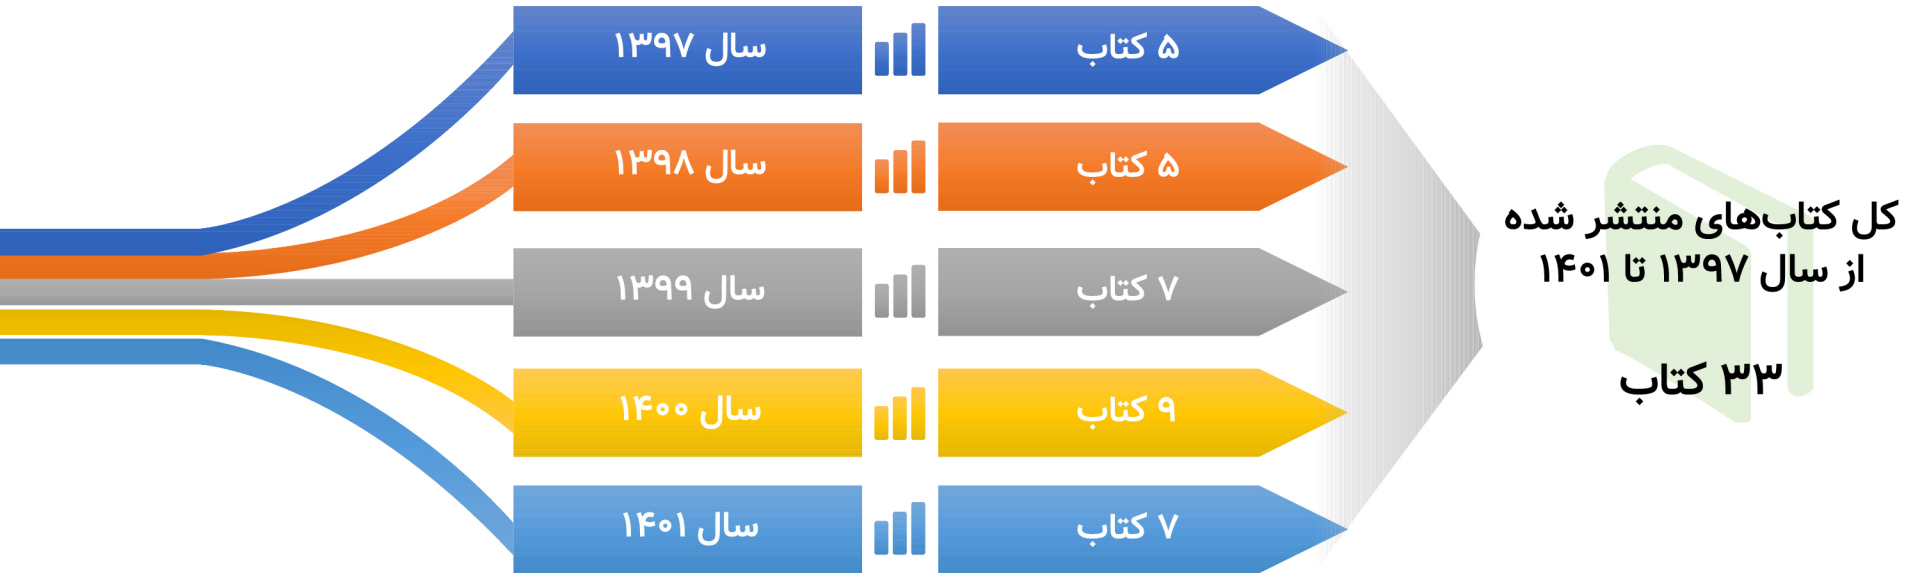 سال ۱۳۹۷
۵ کتاب
سال ۱۳۹۸
۵ کتاب
سال ۱۳۹۹
۷ کتاب
سال ۱۴۰۰
۹ کتاب
سال ۱۴۰۱
۷ کتاب
کل کتاب‌های منتشر شده
از سال ۱۳۹۷ تا ۱۴۰۱
۳۳ کتاب